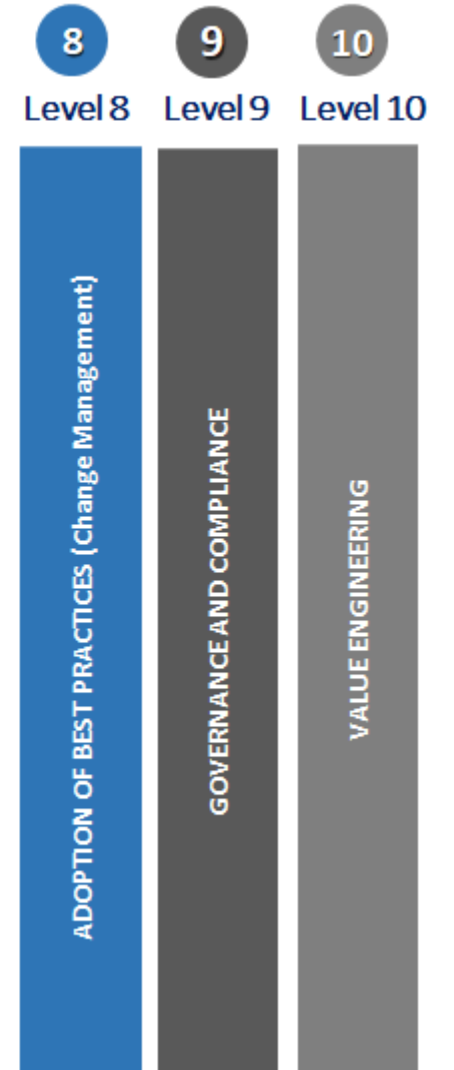 8
9
10
Level 8
Level 9
Level 10
ADOPTION OF BEST PRACTICES (Change Management)
GOVERNANCE AND COMPLIANCE
VALUE ENGINEERING